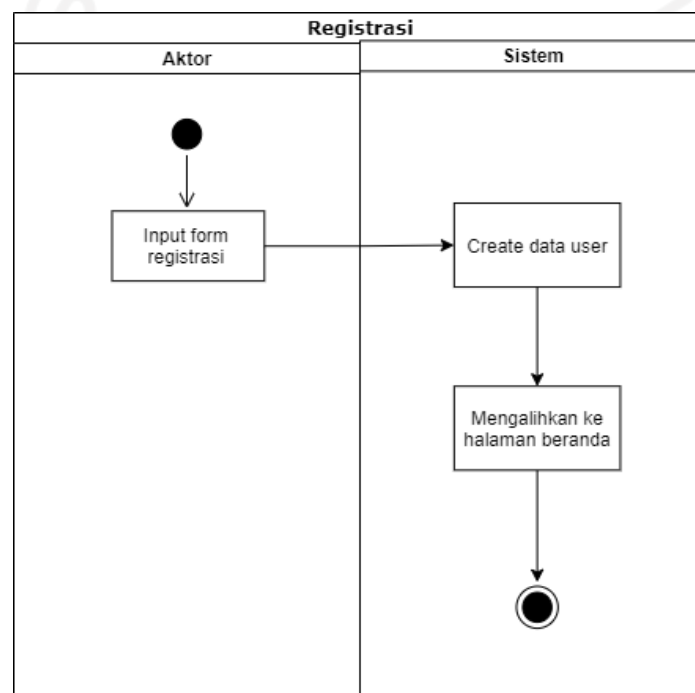 Registrasi
Aktor
Sistem
Input form
registrasi
Create data user
Mengalihkan ke
halaman beranda